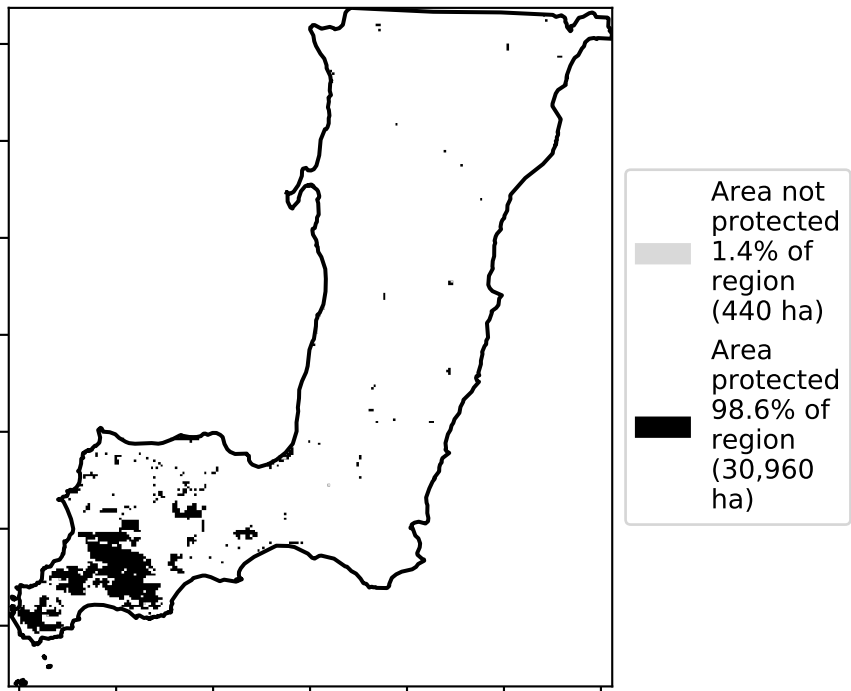 Area not
protected
1.4% of
region
(440 ha)
Area
protected
98.6% of
region
(30,960
ha)